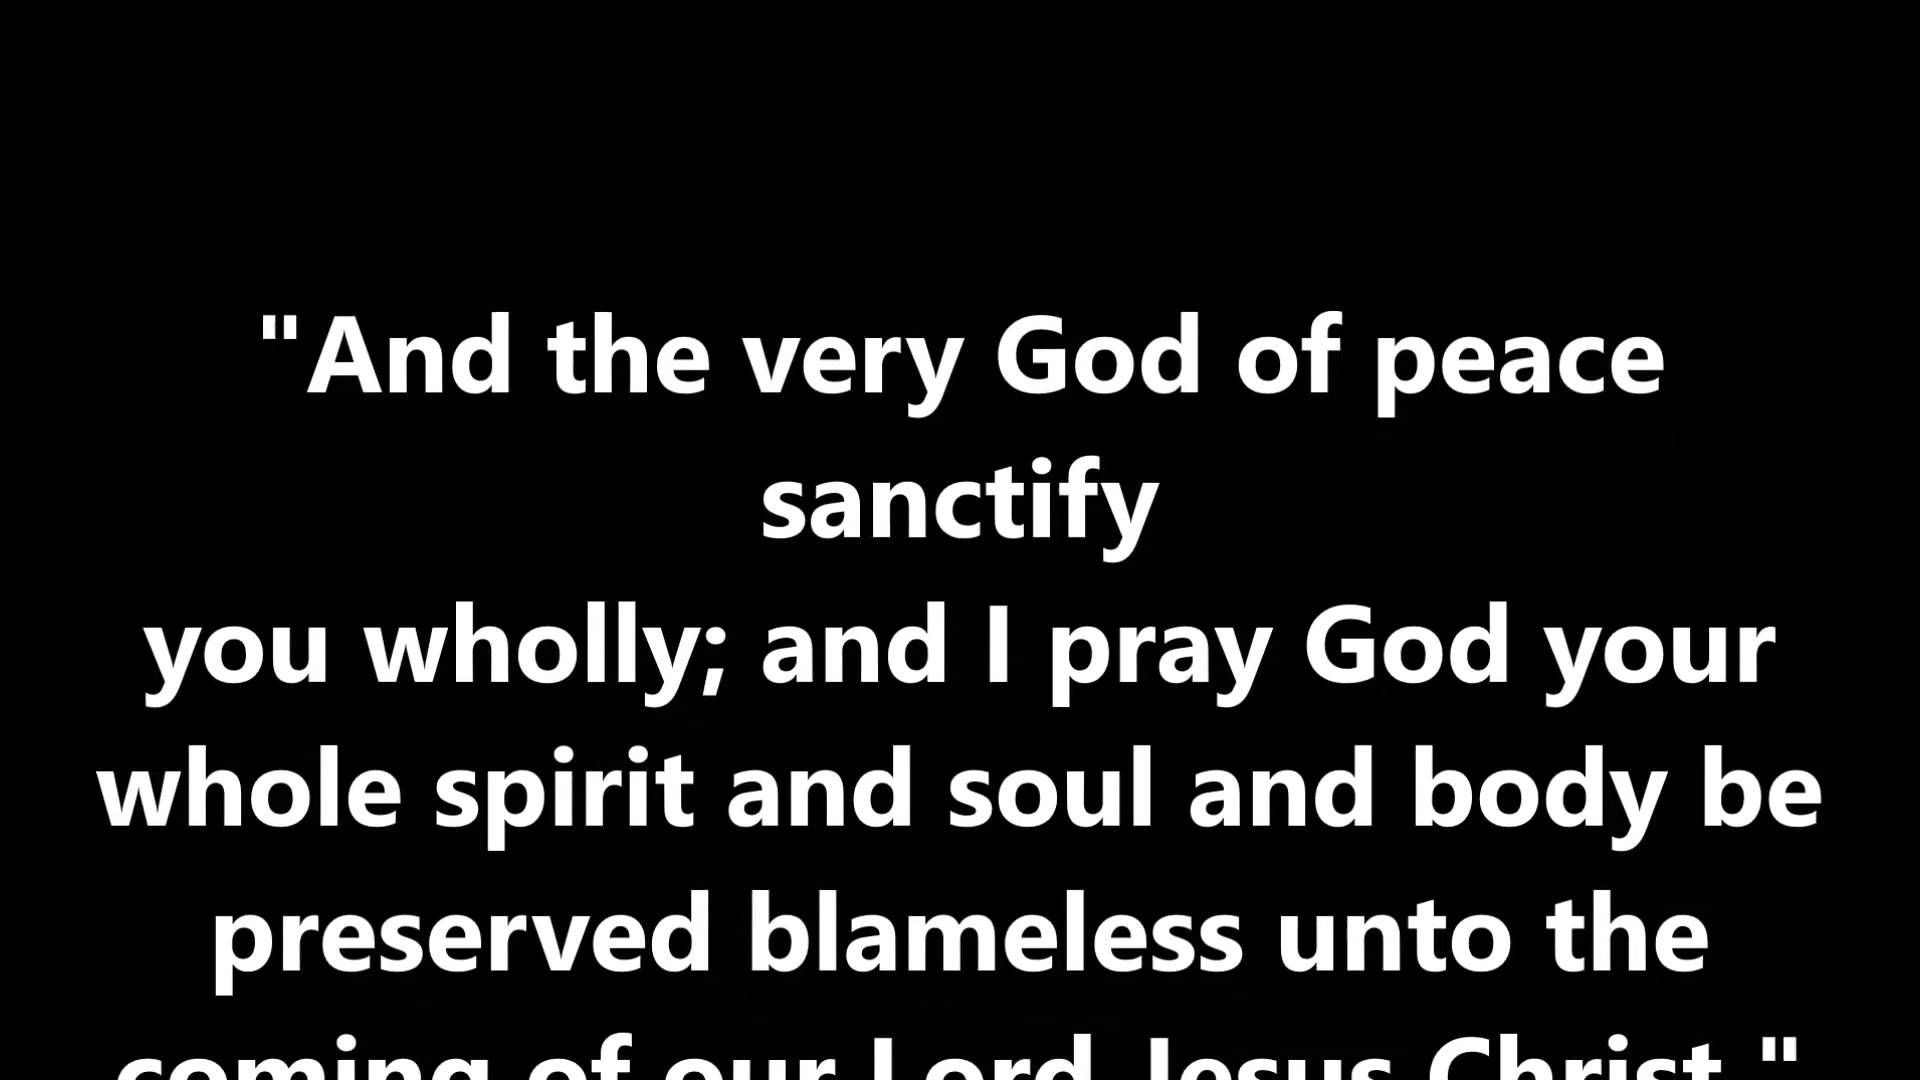 "And the very God of peace
sanctify
you wholly; and I pray God your
whole spirit and soul and body be
preserved blameless unto the
coming of our Lord Jesus Christ."